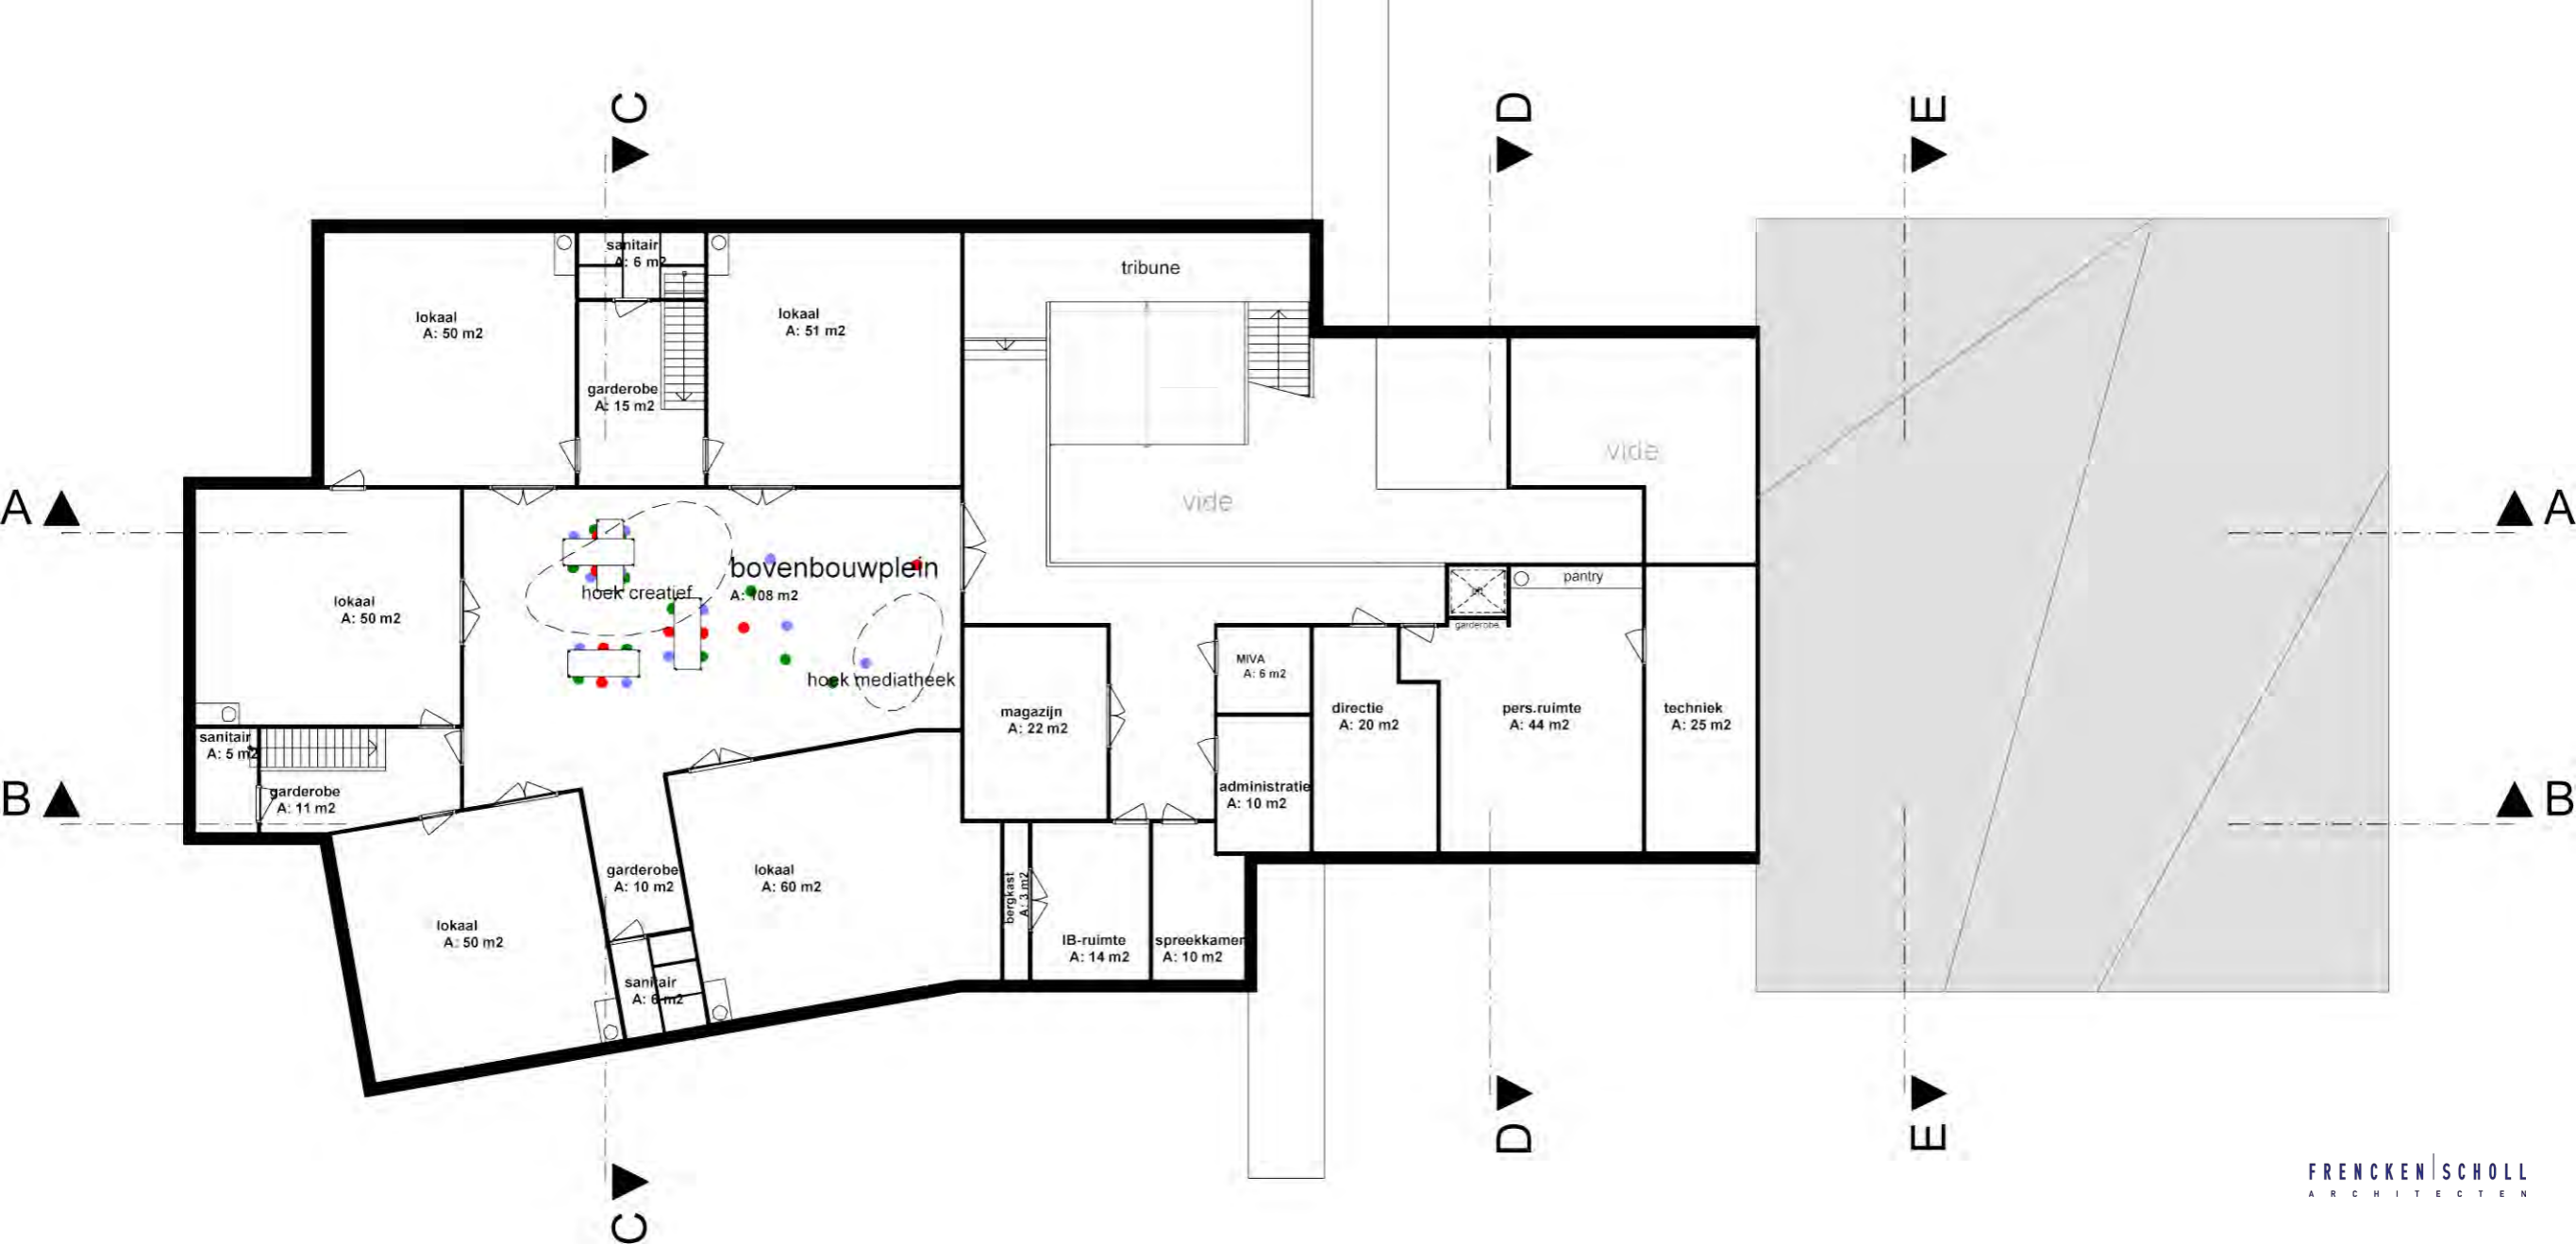 C
D
E
sanitair
A: 6 m2
tribune
lokaal
A: 50 m2
lokaal
A: 51 m2
garderobe
A: 15 m2
vide
vide
A
A
bovenbouwplein
A: 108 m2
hoek creatief
pantry
lokaal
A: 50 m2
garderobe
MIVA
A: 6 m2
hoek mediatheek
magazijn
A: 22 m2
directie
A: 20 m2
pers.ruimte
A: 44 m2
techniek
A: 25 m2
sanitair
A: 5 m2
garderobe
A: 11 m2
administratie
A: 10 m2
B
B
garderobe
A: 10 m2
lokaal
A: 60 m2
bergkast
A: 3 m2
lokaal
A: 50 m2
IB-ruimte
A: 14 m2
spreekkamer
A: 10 m2
sanitair
A: 6 m2
D
E
C
FRENCKEN SCHOLL
ARCHITECTEN